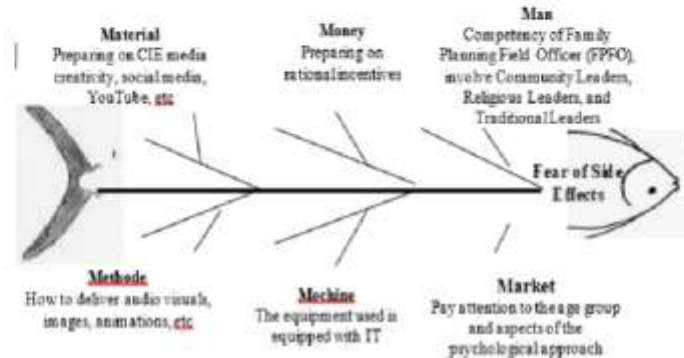 Material
Preparing on CIE media
creativity, social media,
YouTube, etc
Money
Preparing on
rational incentives
Man
Competency of Family
Planning Field Officer (FPFO),
involve Community Leaders,
Religious Leaders, and
Traditional Leaders
Fear of Side
Effects
Methode
How to deliver audio visuals,
images, animations, etc
Mechine
The equipment used is
equipped with IT
Market
Pay attention to the age group
and aspects of the
psychological approach